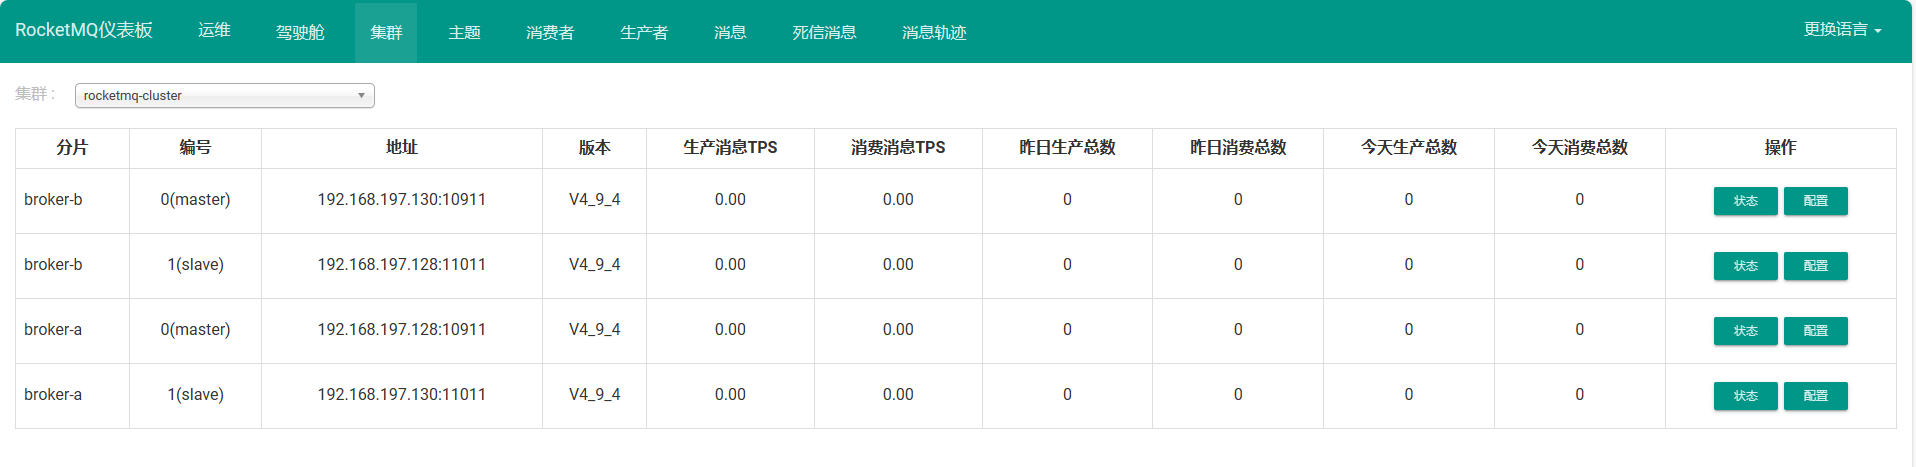 RocketMQ仪表板 运维 驾驶舱 集群 主题 消费者 生产者 消息 死信消息 消息轨迹 更换语言
集群 : rocketmq-cluster
分片 编号 地址 版本 生产消息TPS 消费消息TPS 昨日生产总数 昨日消费总数 今天生产总数 今天消费总数 操作
broker-b 0(master) 192.168.197.130:10911 V4_9_4 0.00 0.00 0 0 0 0 状态 配置
broker-b 1(slave) 192.168.197.128:11011 V4_9_4 0.00 0.00 0 0 0 0 状态 配置
broker-a 0(master) 192.168.197.128:10911 V4_9_4 0.00 0.00 0 0 0 0 状态 配置
broker-a 1(slave) 192.168.197.130:11011 V4_9_4 0.00 0.00 0 0 0 0 状态 配置